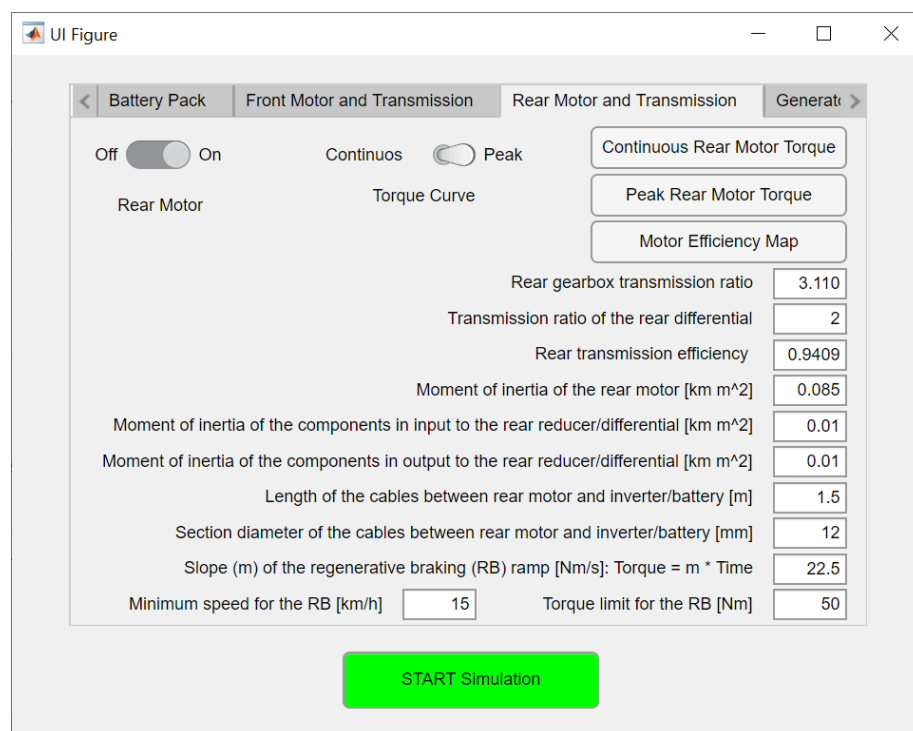 UI Figure
Battery Pack Front Motor and Transmission Rear Motor and Transmission
Off On Continuos Peak Continuous Rear Motor Torque
Rear Motor Torque Curve Peak Rear Motor Torque
Motor Efficiency Map
Rear gearbox transmission ratio 3.110
Transmission ratio of the rear differential 2
Rear transmission efficiency 0.9409
Moment of inertia of the rear motor [km m^2] 0.085
Moment of inertia of the components in input to the rear reducer/differential [km m^2] 0.01
Moment of inertia of the components in output to the rear reducer/differential [km m^2] 0.01
Length of the cables between rear motor and inverter/battery [m] 1.5
Section diameter of the cables between rear motor and inverter/battery [mm] 12
Slope (m) of the regenerative braking (RB) ramp [Nm/s]: Torque = m * Time 22.5
Minimum speed for the RB [km/h] 15 Torque limit for the RB [Nm] 50
START Simulation